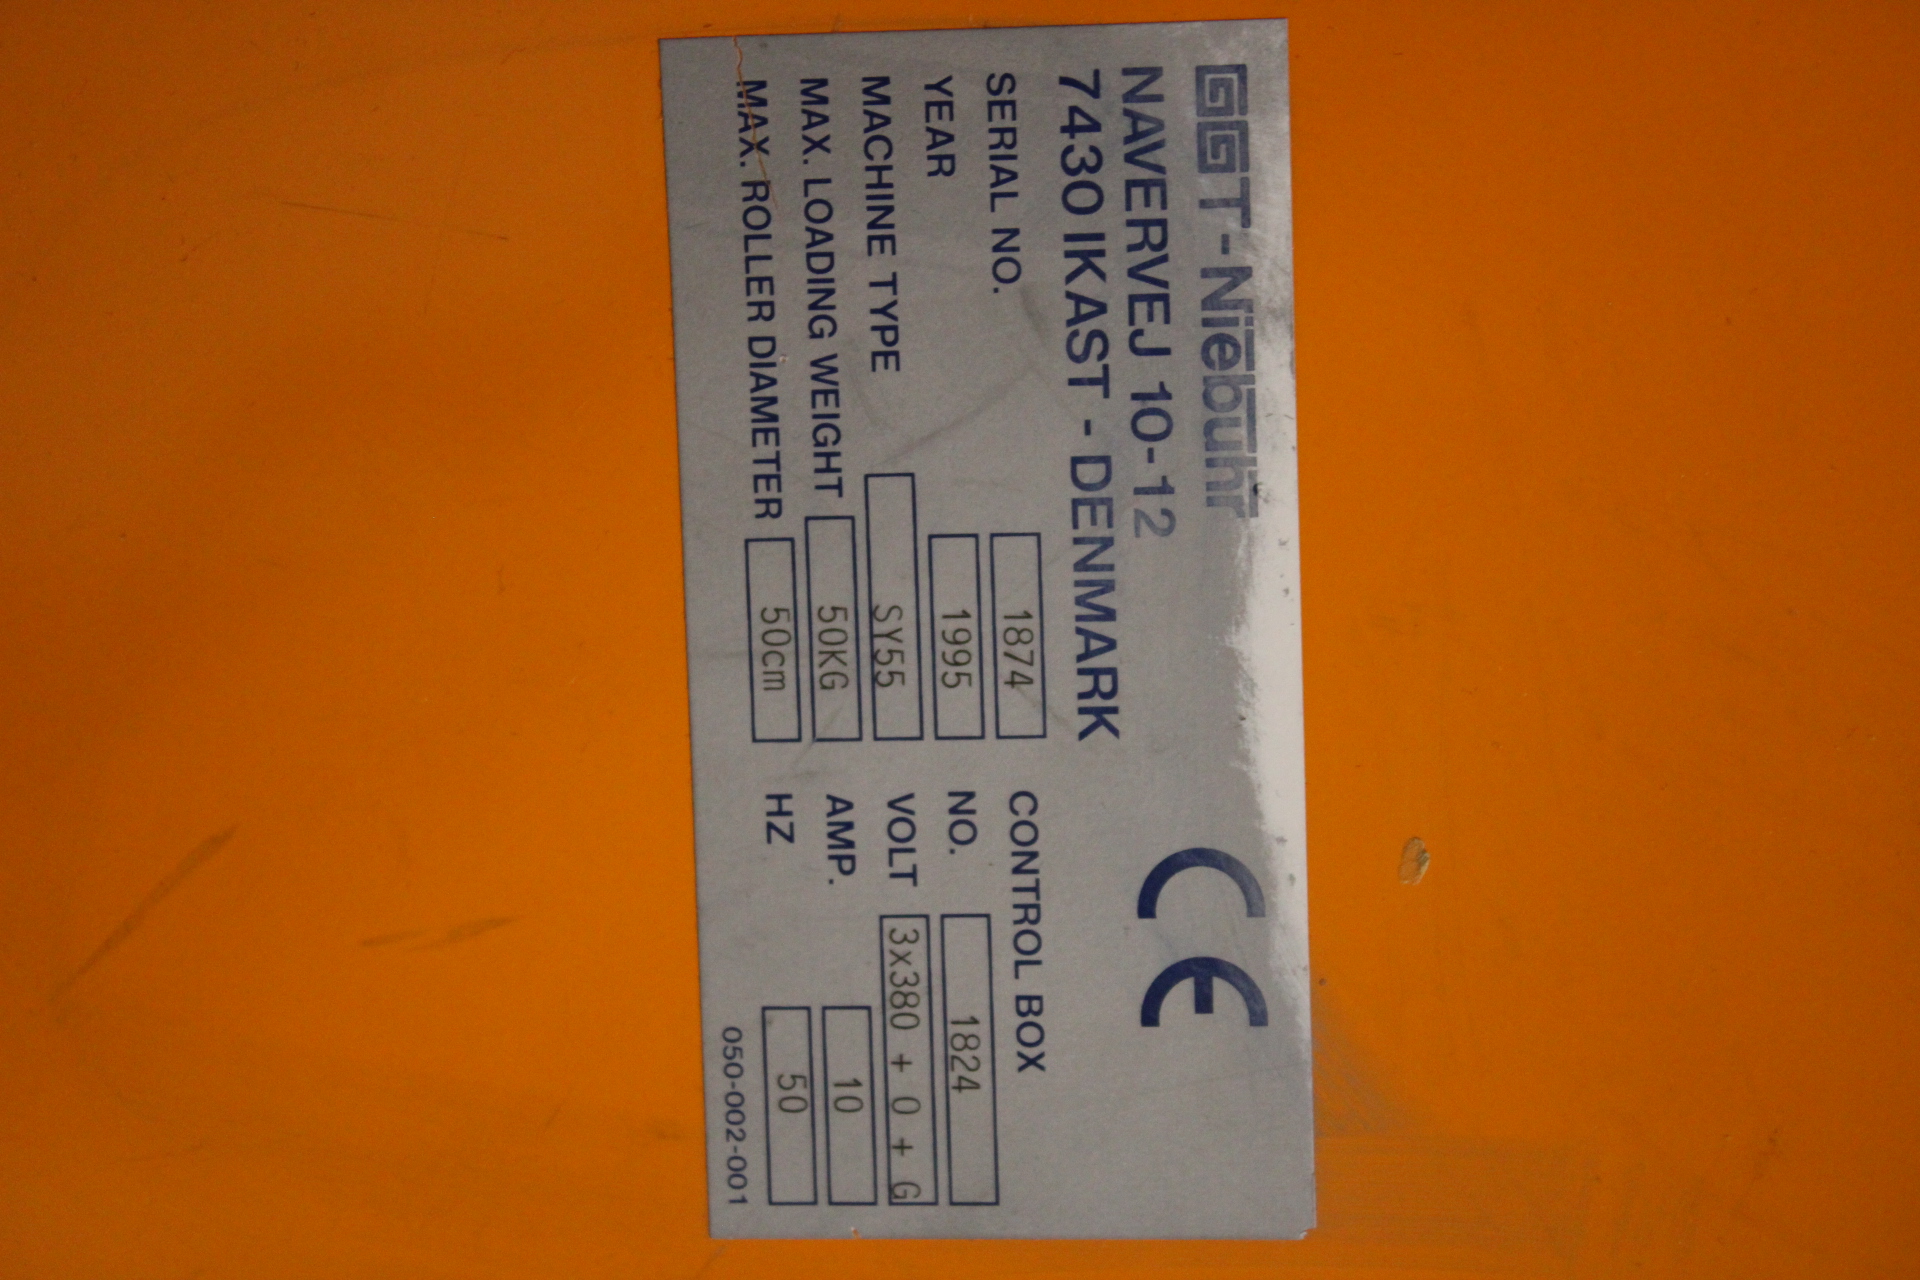 GGT-Niebuhr
NAVERVEJ 10-12
7430 IKAST - DENMARK
CE
SERIAL NO. 1874
YEAR 1995
MACHINE TYPE SY55
MAX. LOADING WEIGHT 50KG
MAX. ROLLER DIAMETER 50cm
CONTROL BOX
NO. 1824
VOLT 3x380 + 0 + G
AMP. 10
HZ 50
050-002-001